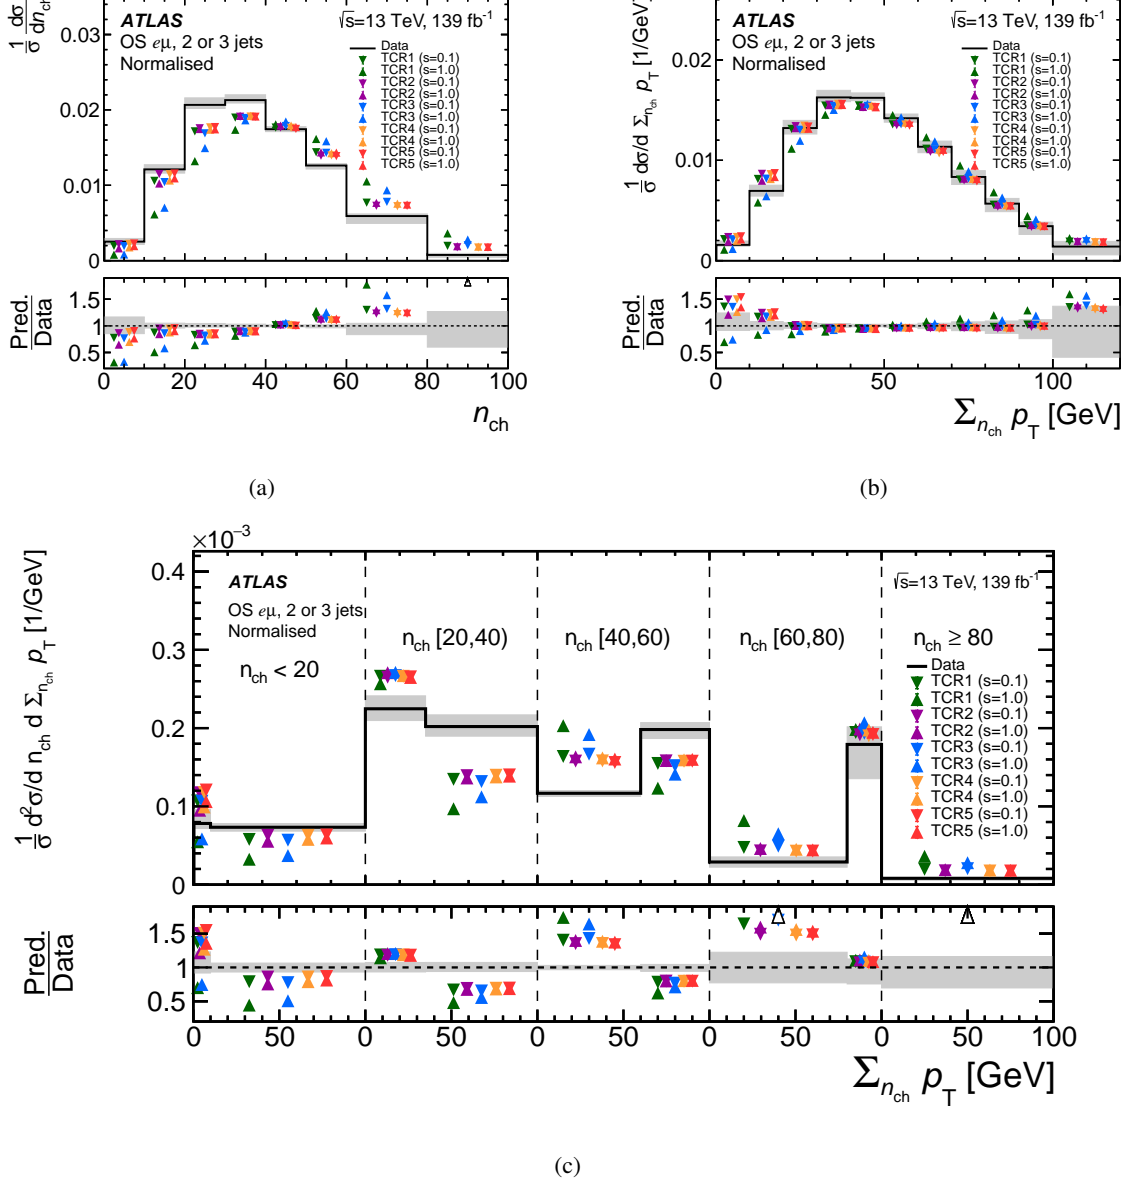 1/σ dσ/dn_ch
0.03
0.02
0.01
0
ATLAS
√s=13 TeV, 139 fb⁻¹
OS eμ, 2 or 3 jets
Normalised
Data
TCR1 (s=0.1)
TCR1 (s=1.0)
TCR2 (s=0.1)
TCR2 (s=1.0)
TCR3 (s=0.1)
TCR3 (s=1.0)
TCR4 (s=0.1)
TCR4 (s=1.0)
TCR5 (s=0.1)
TCR5 (s=1.0)
Pred./Data
1.5
1
0.5
0 20 40 60 80 100
n_ch
(a)
1/σ dσ/d Σ_n_ch p_T [1/GeV]
0.02
0.01
0
ATLAS
√s=13 TeV, 139 fb⁻¹
OS eμ, 2 or 3 jets
Normalised
Data
TCR1 (s=0.1)
TCR1 (s=1.0)
TCR2 (s=0.1)
TCR2 (s=1.0)
TCR3 (s=0.1)
TCR3 (s=1.0)
TCR4 (s=0.1)
TCR4 (s=1.0)
TCR5 (s=0.1)
TCR5 (s=1.0)
Pred./Data
1.5
1
0.5
0 50 100
Σ_n_ch p_T [GeV]
(b)
×10⁻³
1/σ d²σ/d n_ch d Σ_n_ch p_T [1/GeV]
0.4
0.3
0.2
0.1
0
ATLAS
√s=13 TeV, 139 fb⁻¹
OS eμ, 2 or 3 jets
Normalised
n_ch < 20
n_ch [20,40)
n_ch [40,60)
n_ch [60,80)
n_ch ≥ 80
Data
TCR1 (s=0.1)
TCR1 (s=1.0)
TCR2 (s=0.1)
TCR2 (s=1.0)
TCR3 (s=0.1)
TCR3 (s=1.0)
TCR4 (s=0.1)
TCR4 (s=1.0)
TCR5 (s=0.1)
TCR5 (s=1.0)
Pred./Data
1.5
1
0.5
0 50 0 50 0 50 0 50 0 50 100
Σ_n_ch p_T [GeV]
(c)